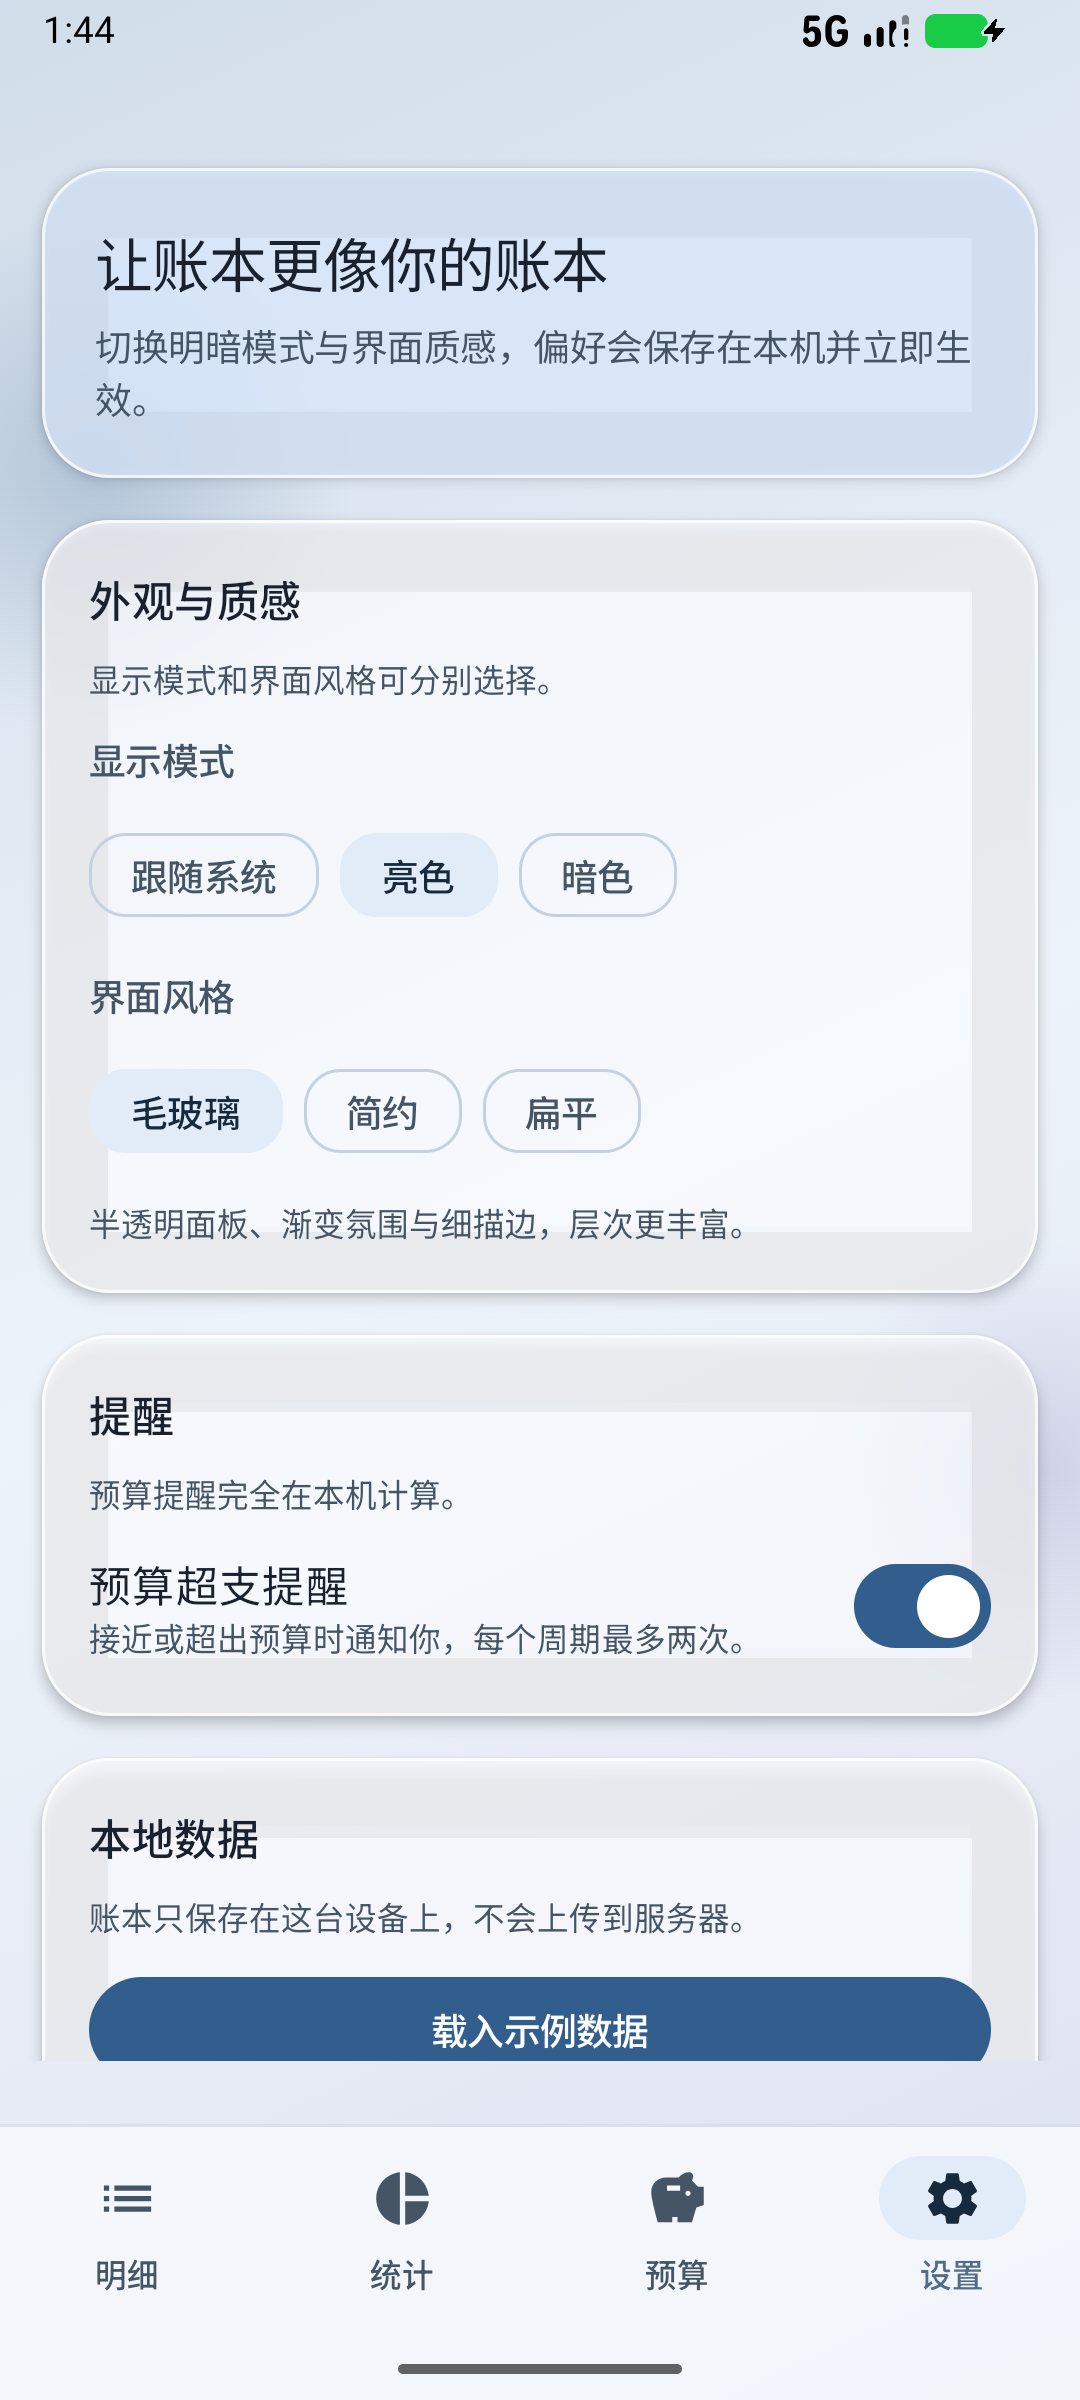 1:44
5G
让账本更像你的账本
切换明暗模式与界面质感，偏好会保存在本机并立即生
效。
外观与质感
显示模式和界面风格可分别选择。
显示模式
跟随系统
亮色
暗色
界面风格
毛玻璃
简约
扁平
半透明面板、渐变氛围与细描边，层次更丰富。
提醒
预算提醒完全在本机计算。
预算超支提醒
接近或超出预算时通知你，每个周期最多两次。
本地数据
账本只保存在这台设备上，不会上传到服务器。
载入示例数据
明细
统计
预算
设置